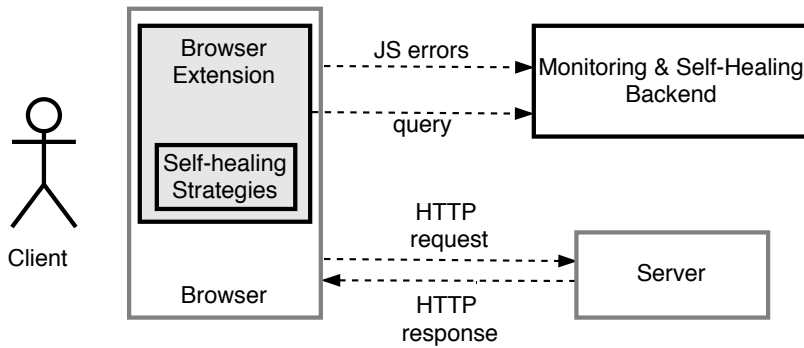 Browser
Extension
Self-healing
Strategies
Browser
Client
JS errors
query
Monitoring & Self-Healing
Backend
HTTP
request
HTTP
response
Server